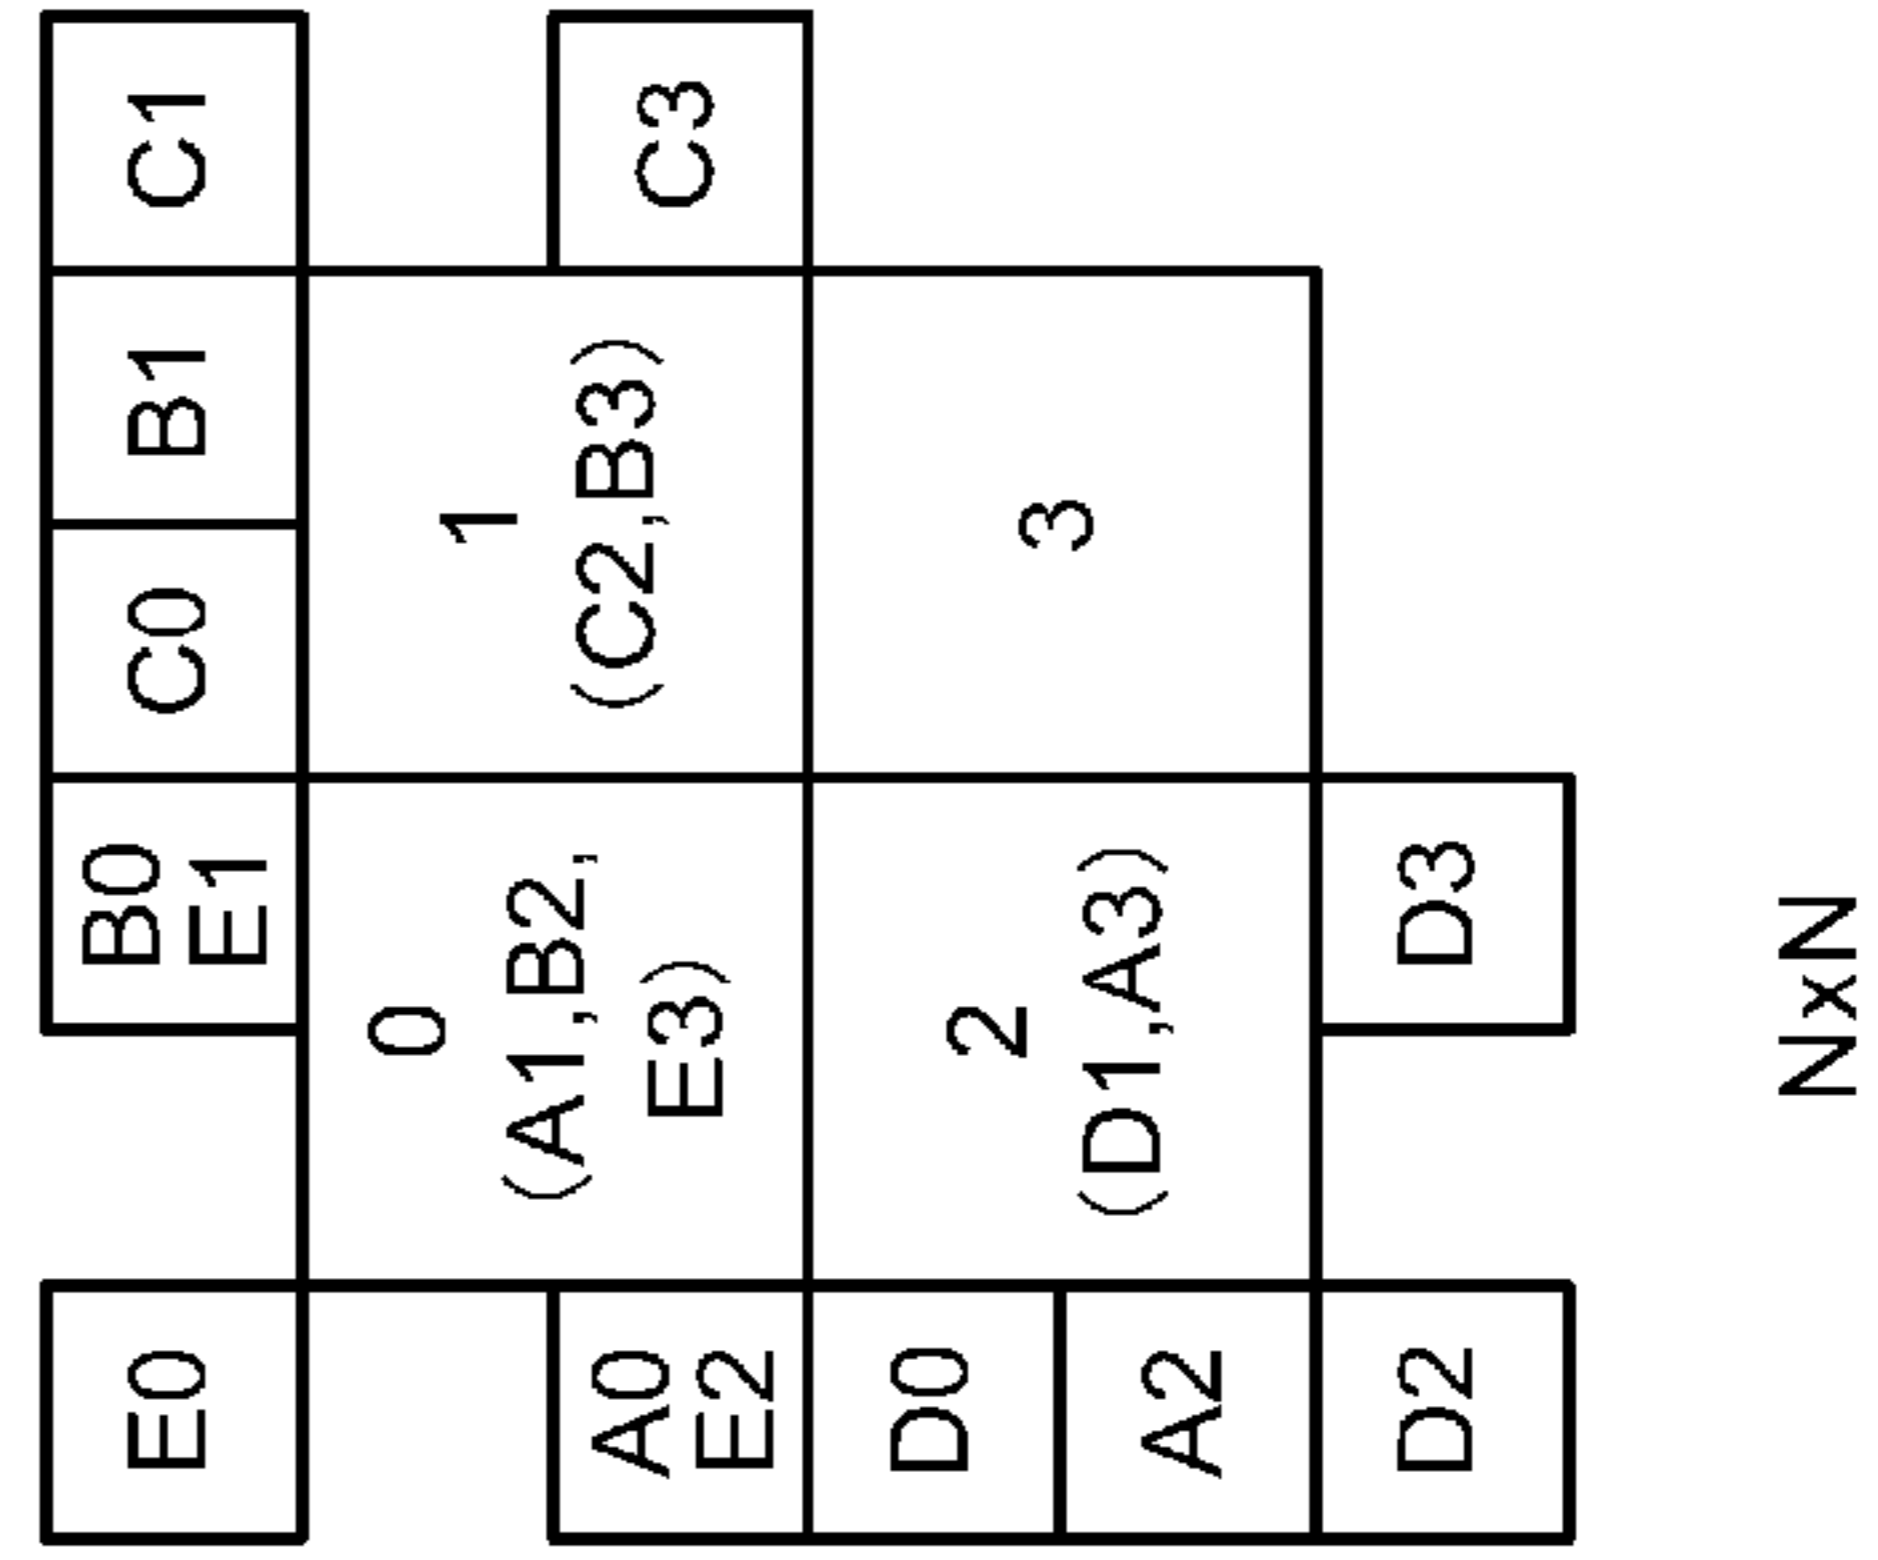 E0
B0
E1
C0
B1
C1
A0
E2
0
(A1,B2,
E3)
1
(C2,B3)
C3
D0
A2
2
(D1,A3)
3
D2
D3
NxN